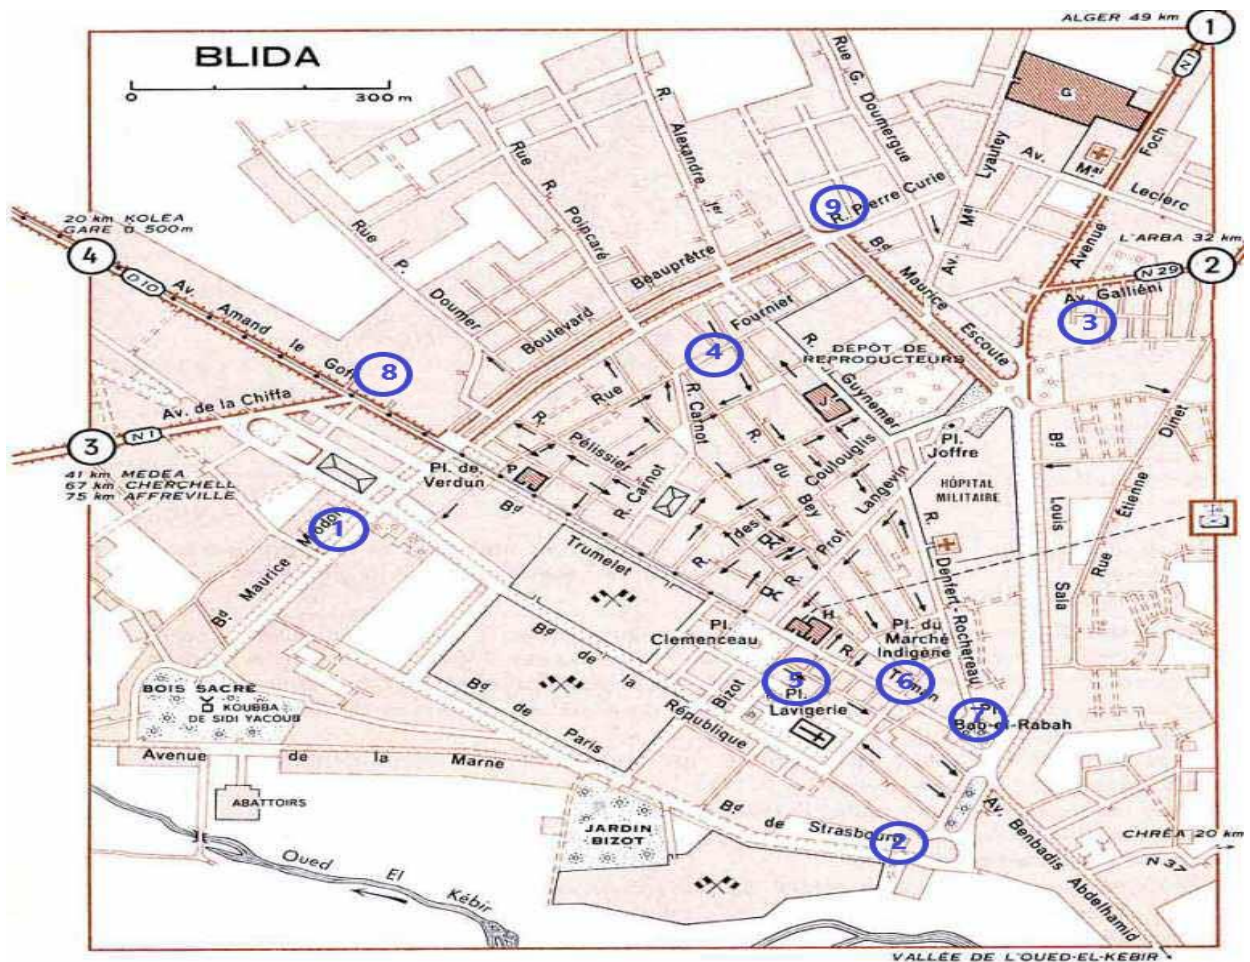 ALGER 49 km
1
BLIDA
0 300 m
N1
G
Rue G. Doumergue
R. Alexandre 1er
Rue R. Poincaré
Lyautey
Av. Mal
Foch
Avenue
Av. Mal Leclerc
9
R. Pierre Curie
20 km KOLÉA
GARE à 500m
4
D10
L'ARBA 32 km
2
N 29
Av. Galliéni
3
Rue P. Doumer
Boulevard Beauprêtre
Bd Maurice Escoute
Av. Amand le Goff
8
Av. de la Chiffa
N1
3
41 km MEDEA
67 km CHERCHELL
75 km AFFREVILLE
Rue Fournier
4
DÉPÔT DE
REPRODUCTEURS
R. Guynemer
R. Pélissier
R. Carnot
R. du Bey
R. des Coulouglis
R. Prof Langevin
Pl.
Joffre
HÔPITAL
MILITAIRE
Bd Louis Sala
Rue Étienne Dinet
Pl. de
Verdun
P
R. Carnot
1
Bd Maurice
Bd Trumelet
R. Denfert-Rochereau
H
Pl.
Clemenceau
Pl. du
Marché
Indigène
R.
5
6
Bizot
Pl.
Lavigerie
7
Pl.
Bab-el-Rabah
Bd de la République
Bd de Paris
BOIS SACRÉ
KOUBBA
DE SIDI YACOUB
Avenue de la Marne
ABATTOIRS
JARDIN
BIZOT
Bd de Strasbourg
2
Av. Benbadis Abdelhamid
CHRÉA 20 km
N 37
Oued El Kébir
VALLÉE DE L'OUED-EL-KÉBIR